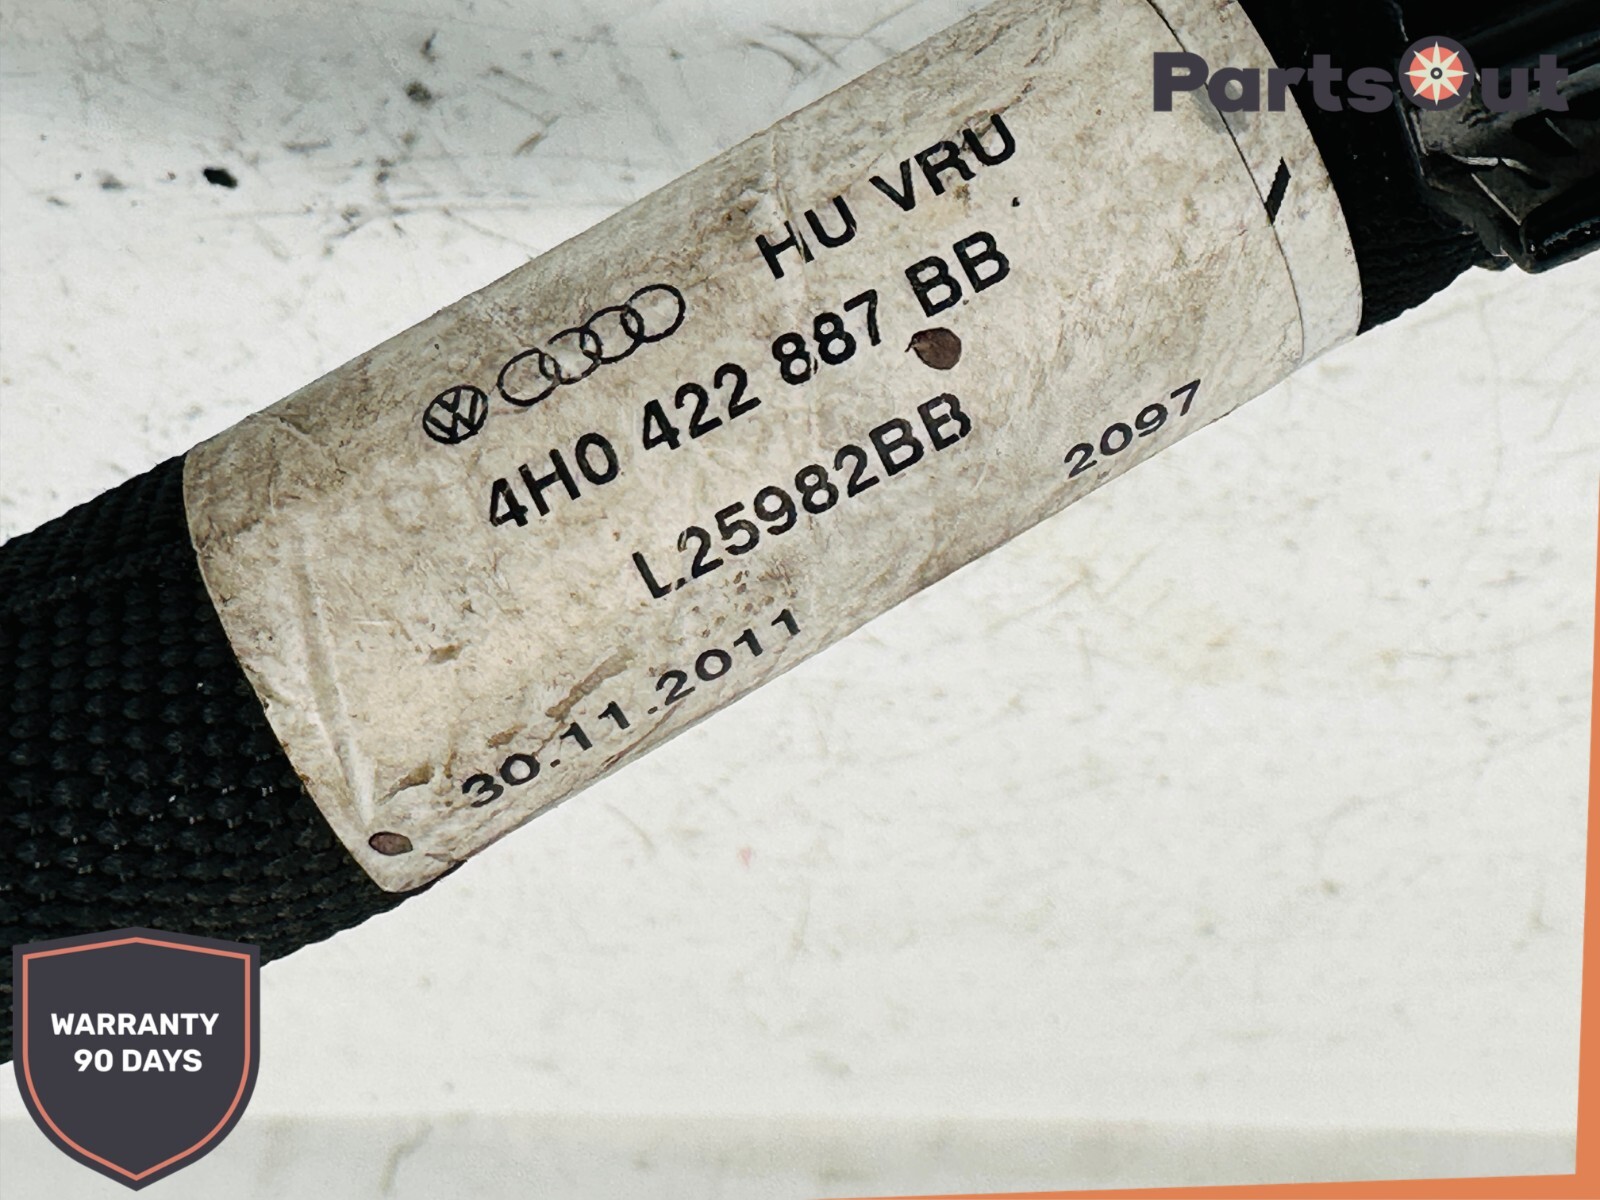 PartsOut
HU VRU
4H0 422 887 BB
L25982BB
2097
30.11.2011
WARRANTY
90 DAYS